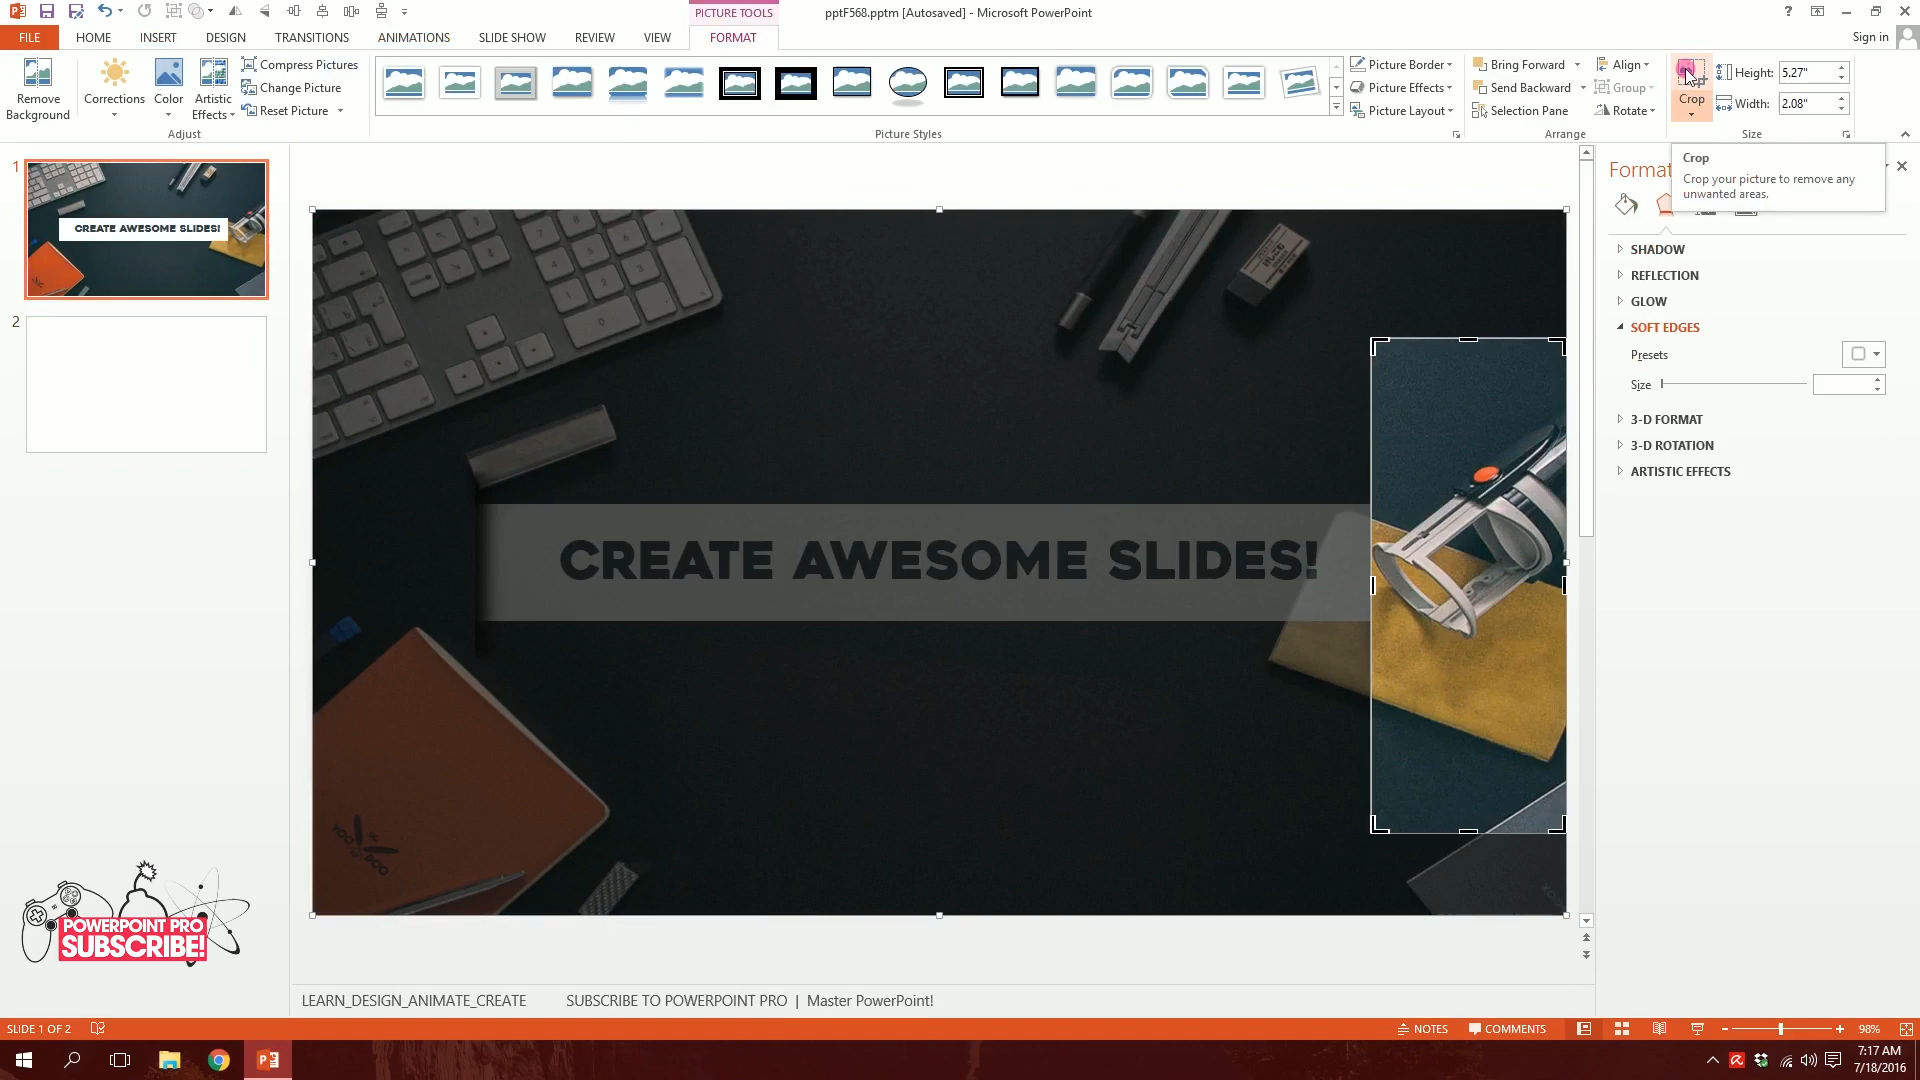 PICTURE TOOLS
pptF568.pptm [Autosaved] - Microsoft PowerPoint
?
FILE
HOME
INSERT
DESIGN
TRANSITIONS
ANIMATIONS
SLIDE SHOW
REVIEW
VIEW
FORMAT
Sign in
Remove Background
Corrections
Color
Artistic Effects
Compress Pictures
Change Picture
Reset Picture
Adjust
Picture Styles
Picture Border
Picture Effects
Picture Layout
Bring Forward
Send Backward
Selection Pane
Align
Group
Rotate
Arrange
Crop
Height: 5.27"
Width: 2.08"
Size
Crop
Crop your picture to remove any
unwanted areas.
Format
SHADOW
REFLECTION
GLOW
SOFT EDGES
Presets
Size
3-D FORMAT
3-D ROTATION
ARTISTIC EFFECTS
1
CREATE AWESOME SLIDES!
2
CREATE AWESOME SLIDES!
POWERPOINT PRO
SUBSCRIBE!
LEARN_DESIGN_ANIMATE_CREATE SUBSCRIBE TO POWERPOINT PRO | Master PowerPoint!
SLIDE 1 OF 2
NOTES
COMMENTS
98%
7:17 AM
7/18/2016